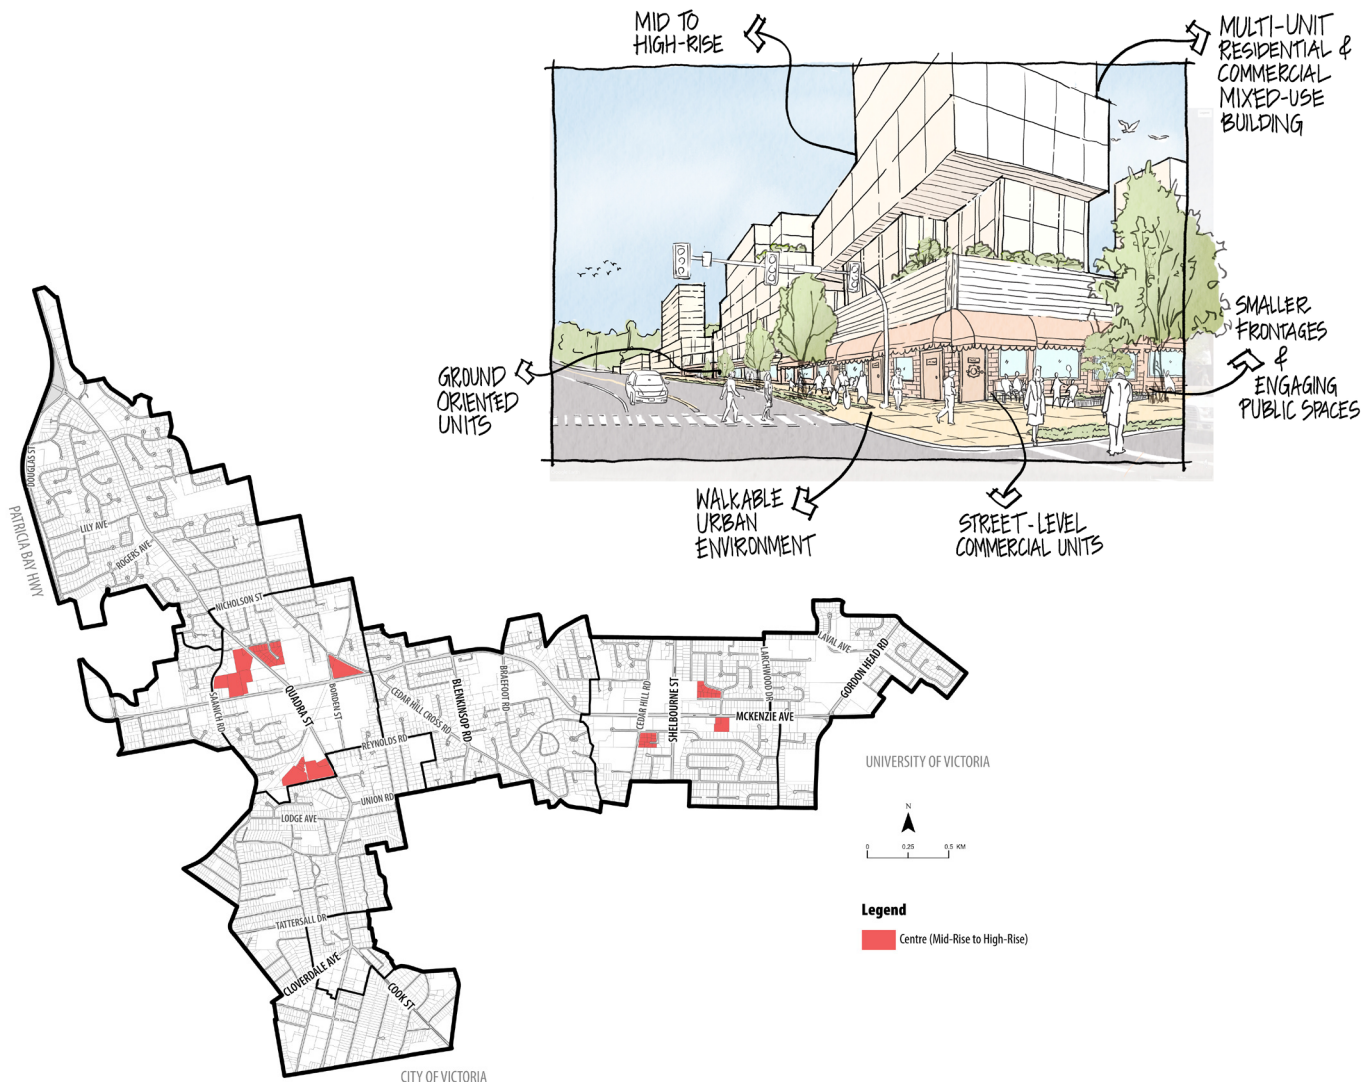 MID TO
HIGH-RISE
MULTI-UNIT
RESIDENTIAL &
COMMERCIAL
MIXED-USE
BUILDING
SMALLER
FRONTAGES
&
ENGAGING
PUBLIC SPACES
GROUND
ORIENTED
UNITS
WALKABLE
URBAN
ENVIRONMENT
STREET-LEVEL
COMMERCIAL UNITS
DOUGLAS ST
PATRICIA BAY HWY
LILY AVE
ROGERS AVE
NICHOLSON ST
SAANICH RD
QUADRA ST
BORDEN ST
CEDAR HILL CROSS RD
BLENKINSOP RD
BRAEFOOT RD
REYNOLDS RD
UNION RD
LODGE AVE
TATTERSALL DR
CLOVERDALE AVE
COOK ST
CITY OF VICTORIA
CEDAR HILL RD
SHELBOURNE ST
MCKENZIE AVE
LARCHWOOD DR
LAVAL AVE
GORDON HEAD RD
UNIVERSITY OF VICTORIA
N
0 0.25 0.5 KM
Legend
Centre (Mid-Rise to High-Rise)